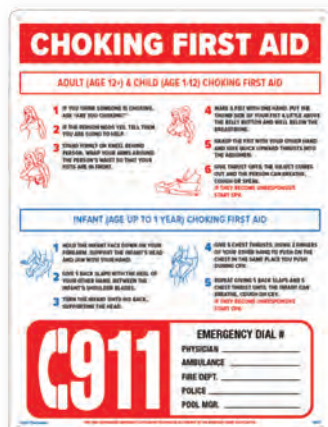 CHOKING FIRST AID
ADULT (AGE 12+) & CHILD (AGE 1-12) CHOKING FIRST AID
1 IF YOU THINK SOMEONE IS CHOKING,
ASK "ARE YOU CHOKING?"
2 IF THE PERSON NODS YES, TELL THEM
YOU ARE GOING TO HELP.
3 STAND FIRMLY OR KNEEL BEHIND
PERSON. WRAP YOUR ARMS AROUND
THE PERSON'S WAIST SO THAT YOUR
FISTS ARE IN FRONT.
4 MAKE A FIST WITH ONE HAND. PUT THE
THUMB SIDE OF YOUR FIST A LITTLE ABOVE
THE BELLY BUTTON AND WELL BELOW THE
BREASTBONE.
5 GRASP THE FIST WITH YOUR OTHER HAND
AND GIVE QUICK UPWARD THRUSTS INTO
THE ABDOMEN.
6 GIVE THRUSTS UNTIL THE OBJECT COMES
OUT AND THE PERSON CAN BREATHE,
COUGH OR SPEAK.
IF THEY BECOME UNRESPONSIVE
START CPR.
INFANT (AGE UP TO 1 YEAR) CHOKING FIRST AID
1 HOLD THE INFANT FACE DOWN ON YOUR
FOREARM. SUPPORT THE INFANT'S HEAD
AND JAW WITH YOUR HAND.
2 GIVE 5 BACK SLAPS WITH THE HEEL OF
YOUR OTHER HAND, BETWEEN THE
INFANT'S SHOULDER BLADES.
3 TURN THE INFANT ONTO HIS BACK,
SUPPORTING THE HEAD.
4 GIVE 5 CHEST THRUSTS, USING 2 FINGERS
OF YOUR OTHER HAND TO PUSH ON THE
CHEST IN THE SAME PLACE YOU PUSH
DURING CPR.
5 REPEAT GIVING 5 BACK SLAPS AND 5
CHEST THRUSTS UNTIL THE INFANT CAN
BREATHE, COUGH OR CRY.
IF THEY BECOME UNRESPONSIVE
START CPR.
911
EMERGENCY DIAL #
PHYSICIAN
AMBULANCE
FIRE DEPT.
POLICE
POOL MGR.